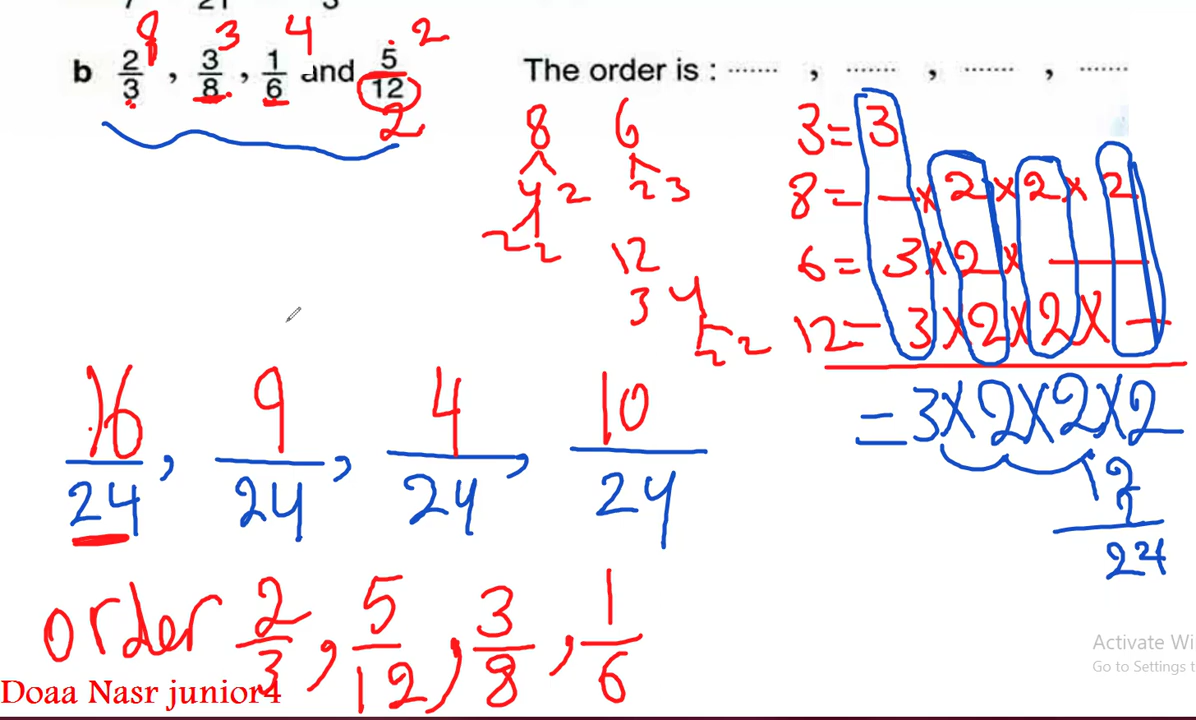 8 3 4 2
b 2/3 , 3/8 , 1/6 and 5/12 The order is : ....... , ....... , ....... , .......
2
8 6 3 = 3
4 2 2 3 8 = — × 2 × 2 × 2
2 2 12 6 = 3 × 2 × —
3 4 12 = 3 × 2 × 2 × —
2 2
16/24 , 9/24 , 4/24 , 10/24 = 3 × 2 × 2 × 2
12
2
24
order 2/3 , 5/12 , 3/8 , 1/6
Activate Wi
Go to Settings t
Doaa Nasr junior4